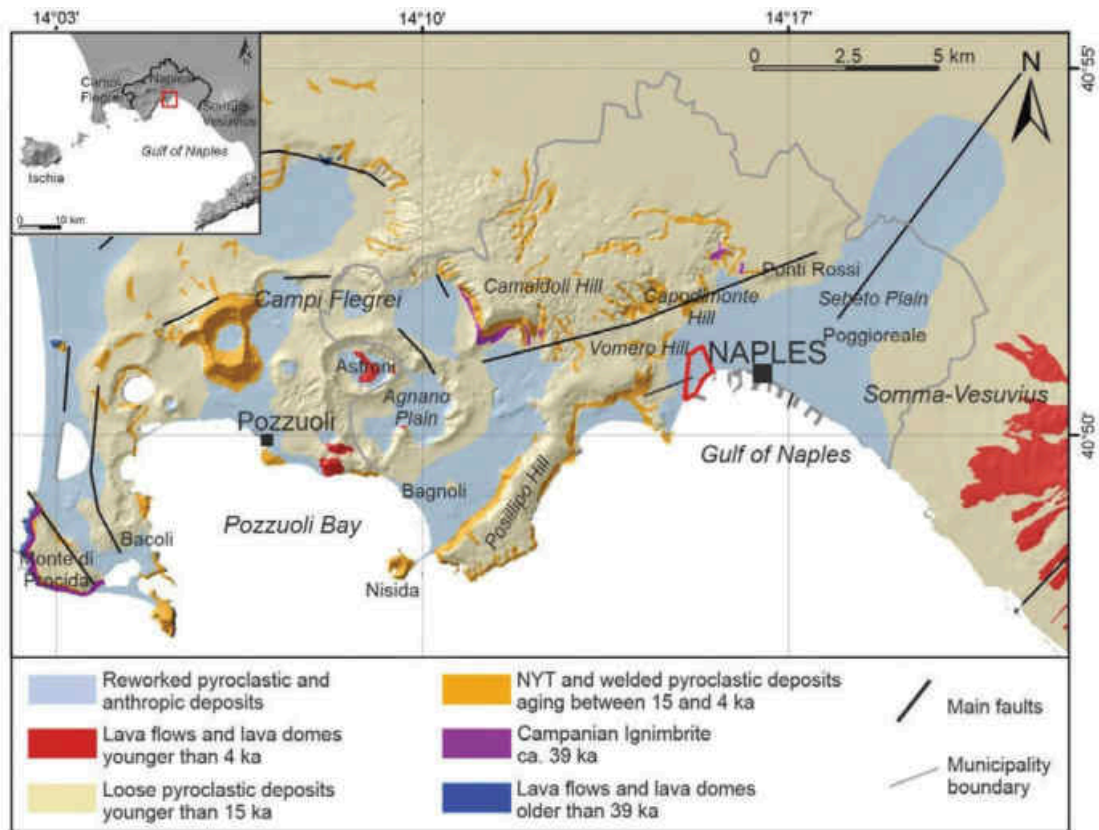 14°03'
14°10'
14°17'
Campi
Flegrei
Naples
Somma-
Vesuvius
Gulf of Naples
Ischia
0
10 km
0
2.5
5 km
N
40°55'
40°50'
Campi Flegrei
Camaldoli Hill
Capodimonte
Hill
Ponti Rossi
Sebeto Plain
Poggioreale
Vomero Hill
NAPLES
Somma-Vesuvius
Astroni
Agnano
Plain
Pozzuoli
Gulf of Naples
Bagnoli
Posillipo Hill
Pozzuoli Bay
Bacoli
Monte di
Procida
Nisida
Reworked pyroclastic and
anthropic deposits
Lava flows and lava domes
younger than 4 ka
Loose pyroclastic deposits
younger than 15 ka
NYT and welded pyroclastic deposits
aging between 15 and 4 ka
Campanian Ignimbrite
ca. 39 ka
Lava flows and lava domes
older than 39 ka
Main faults
Municipality
boundary